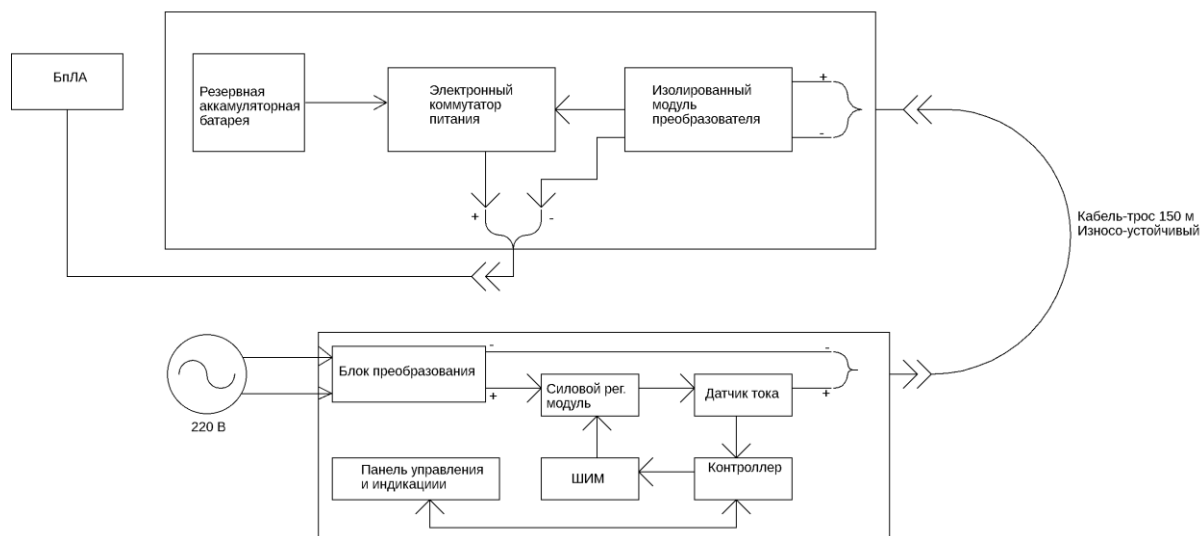 БпЛА
Резервная
аккамуляторная
батарея
Электронный
коммутатор
питания
Изолированный
модуль
преобразователя
+
-
+
-
Кабель-трос 150 м
Износо-устойчивый
220 В
Блок преобразования
-
+
Силовой рег.
модуль
Датчик тока
-
+
Панель управления
и индикациии
ШИМ
Контроллер